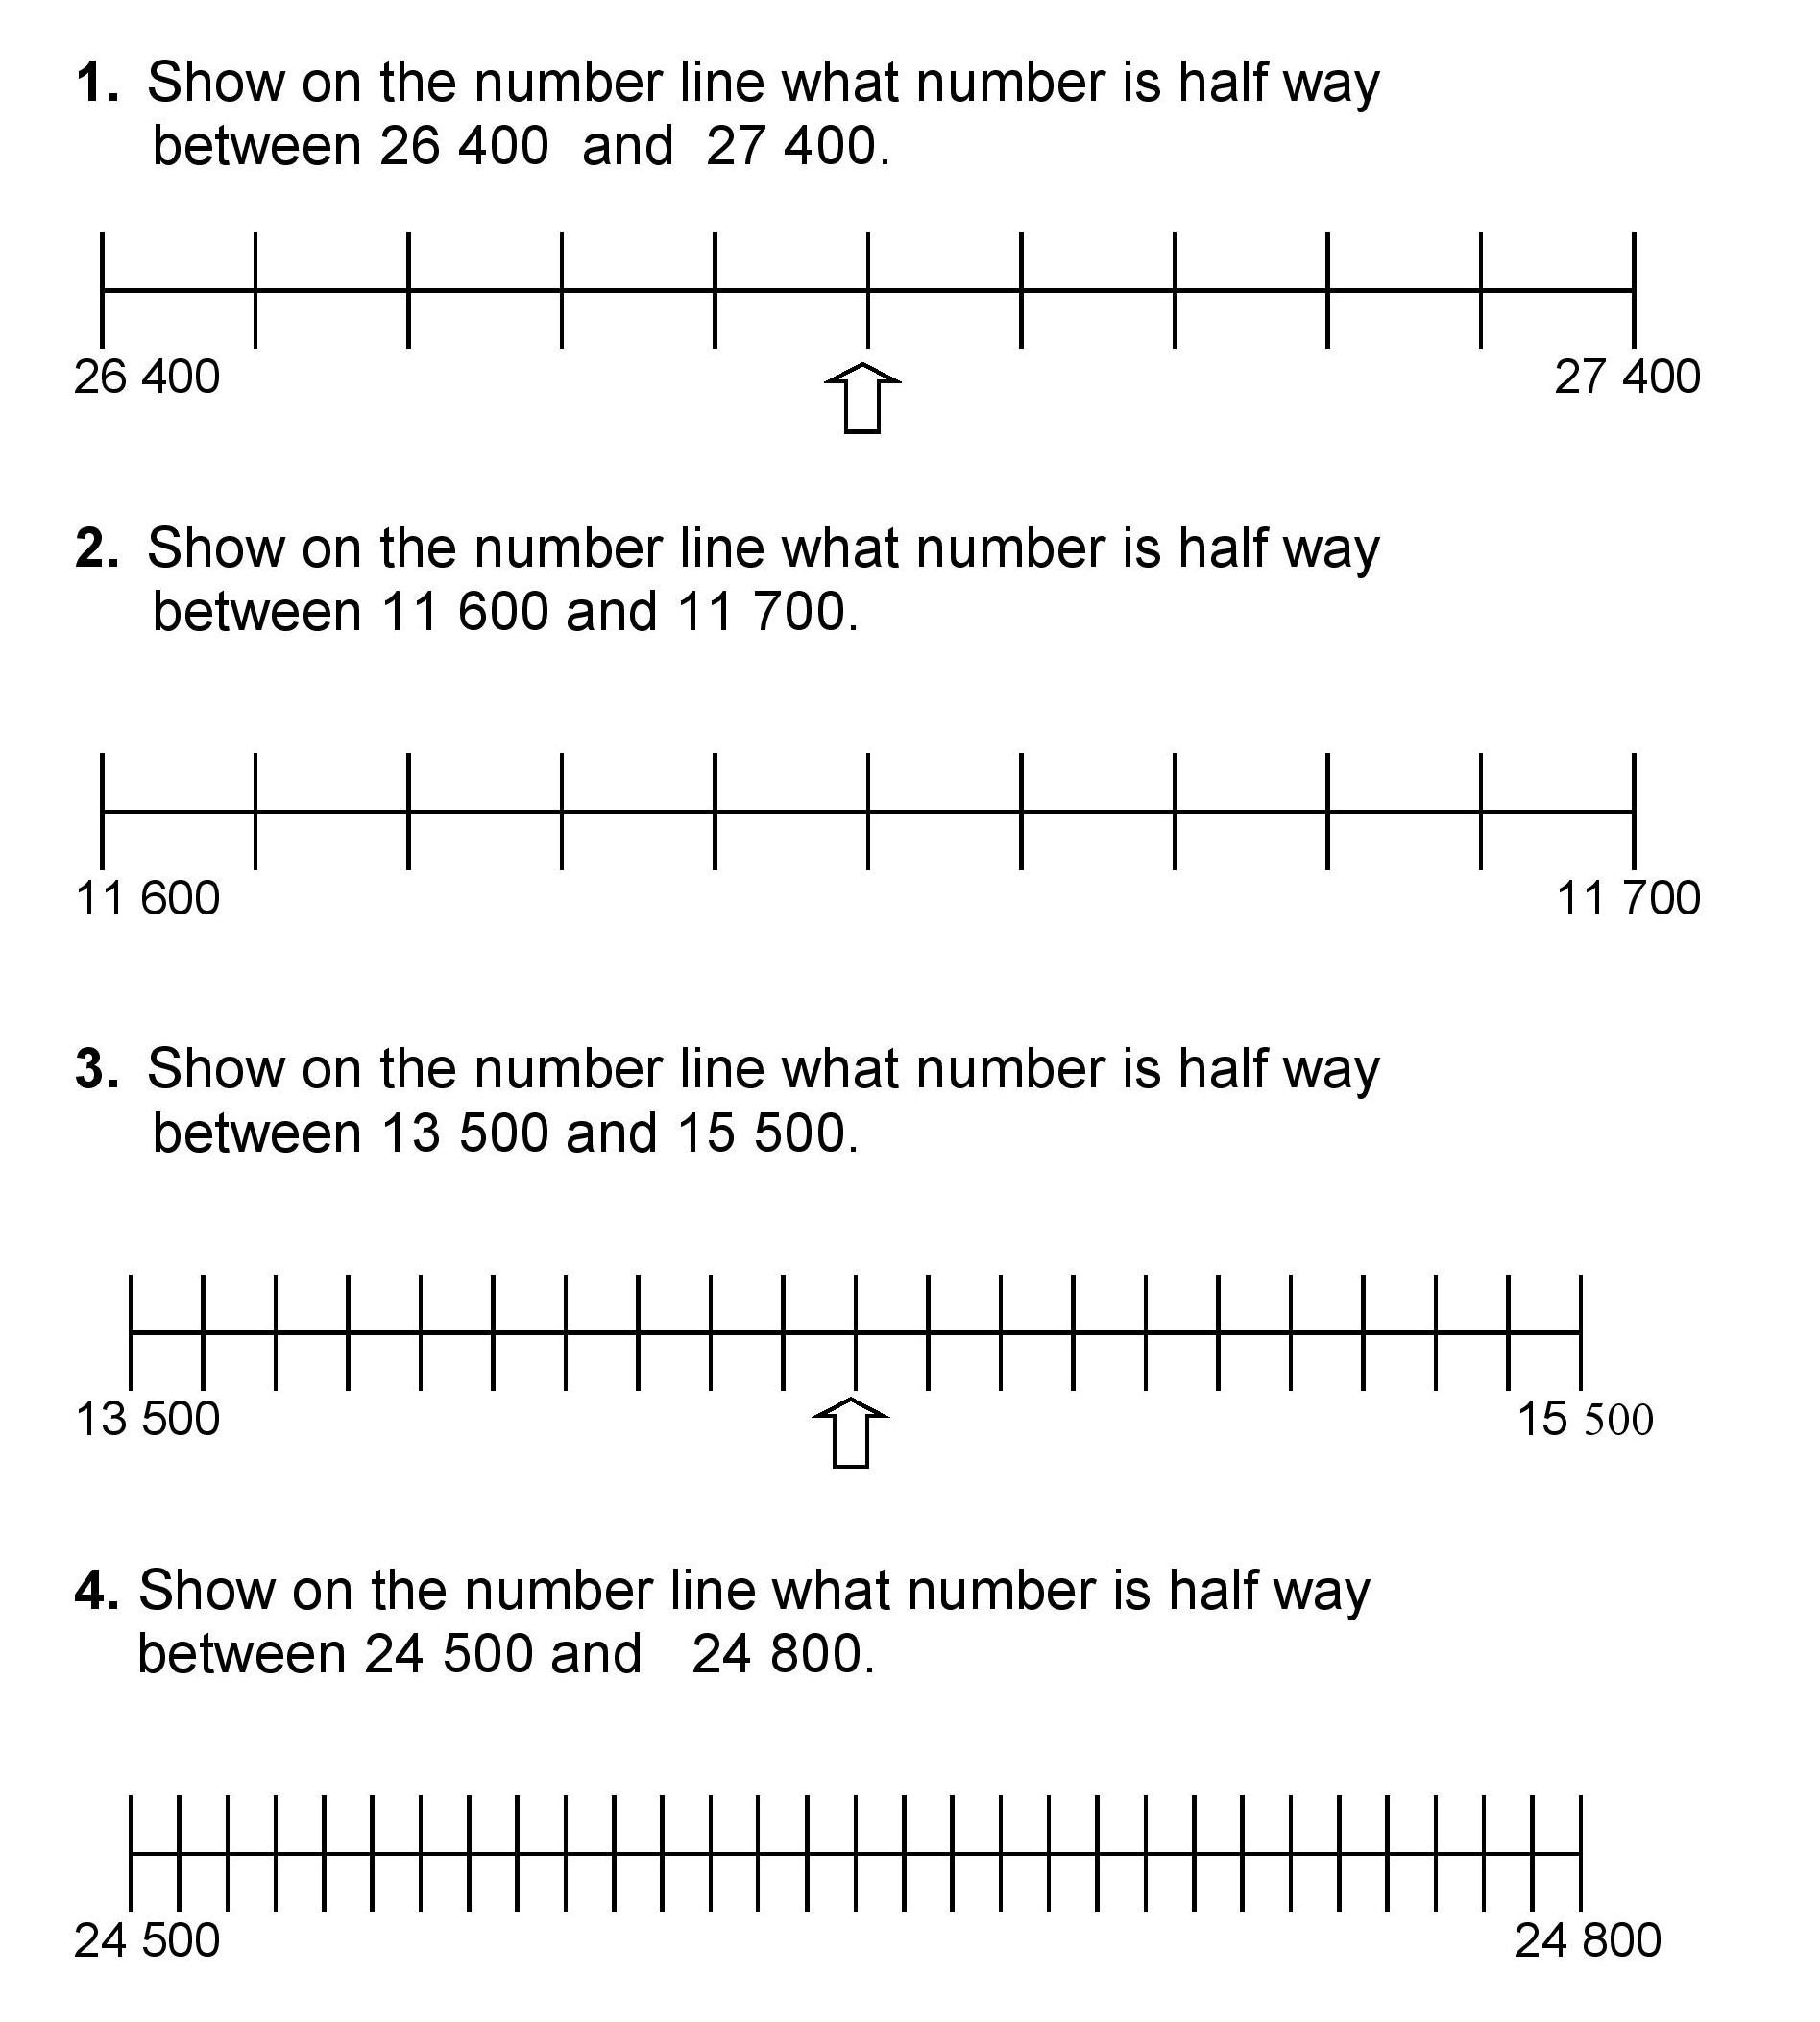 1. Show on the number line what number is half way
between 26 400 and 27 400.
26 400 27 400
2. Show on the number line what number is half way
between 11 600 and 11 700.
11 600 11 700
3. Show on the number line what number is half way
between 13 500 and 15 500.
13 500 15 500
4. Show on the number line what number is half way
between 24 500 and 24 800.
24 500 24 800